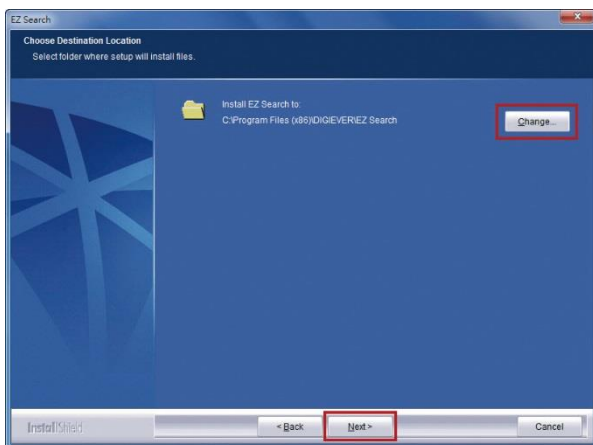 EZ Search
Choose Destination Location
Select folder where setup will install files.
Install EZ Search to:
C:\Program Files (x86)\DIGIEVER\EZ Search
Change...
InstallShield
< Back
Next >
Cancel